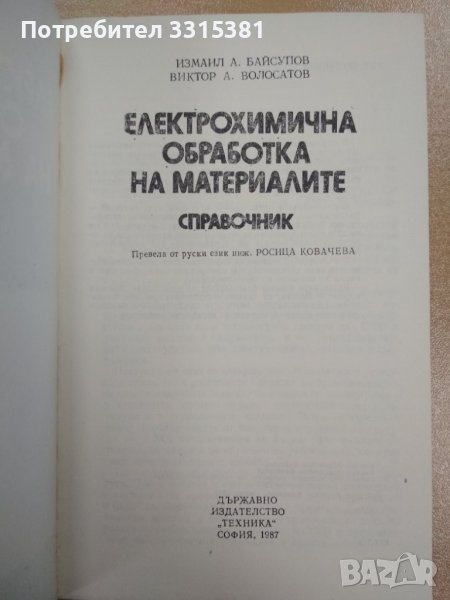 Потребител 3315381
ИЗМАИЛ А. БАЙСУПОВ
ВИКТОР А. ВОЛОСАТОВ
ЕЛЕКТРОХИМИЧНА
ОБРАБОТКА
НА МАТЕРИАЛИТЕ
СПРАВОЧНИК
Превела от руски език инж. РОСИЦА КОВАЧЕВА
ДЪРЖАВНО
ИЗДАТЕЛСТВО
„ТЕХНИКА"
СОФИЯ, 1987
BAZAR